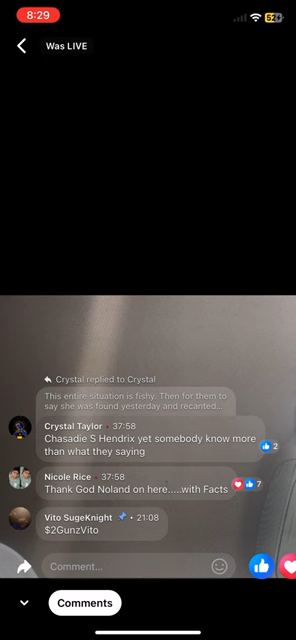 8:29
52
Was LIVE
Crystal replied to Crystal
This entire situation is fishy. Then for them to
say she was found yesterday and recanted...
Crystal Taylor • 37:58
Chasadie S Hendrix yet somebody know more
than what they saying
2
Nicole Rice • 37:58
Thank God Noland on here.....with Facts
7
Vito SugeKnight • 21:08
$2GunzVito
Comment...
Comments